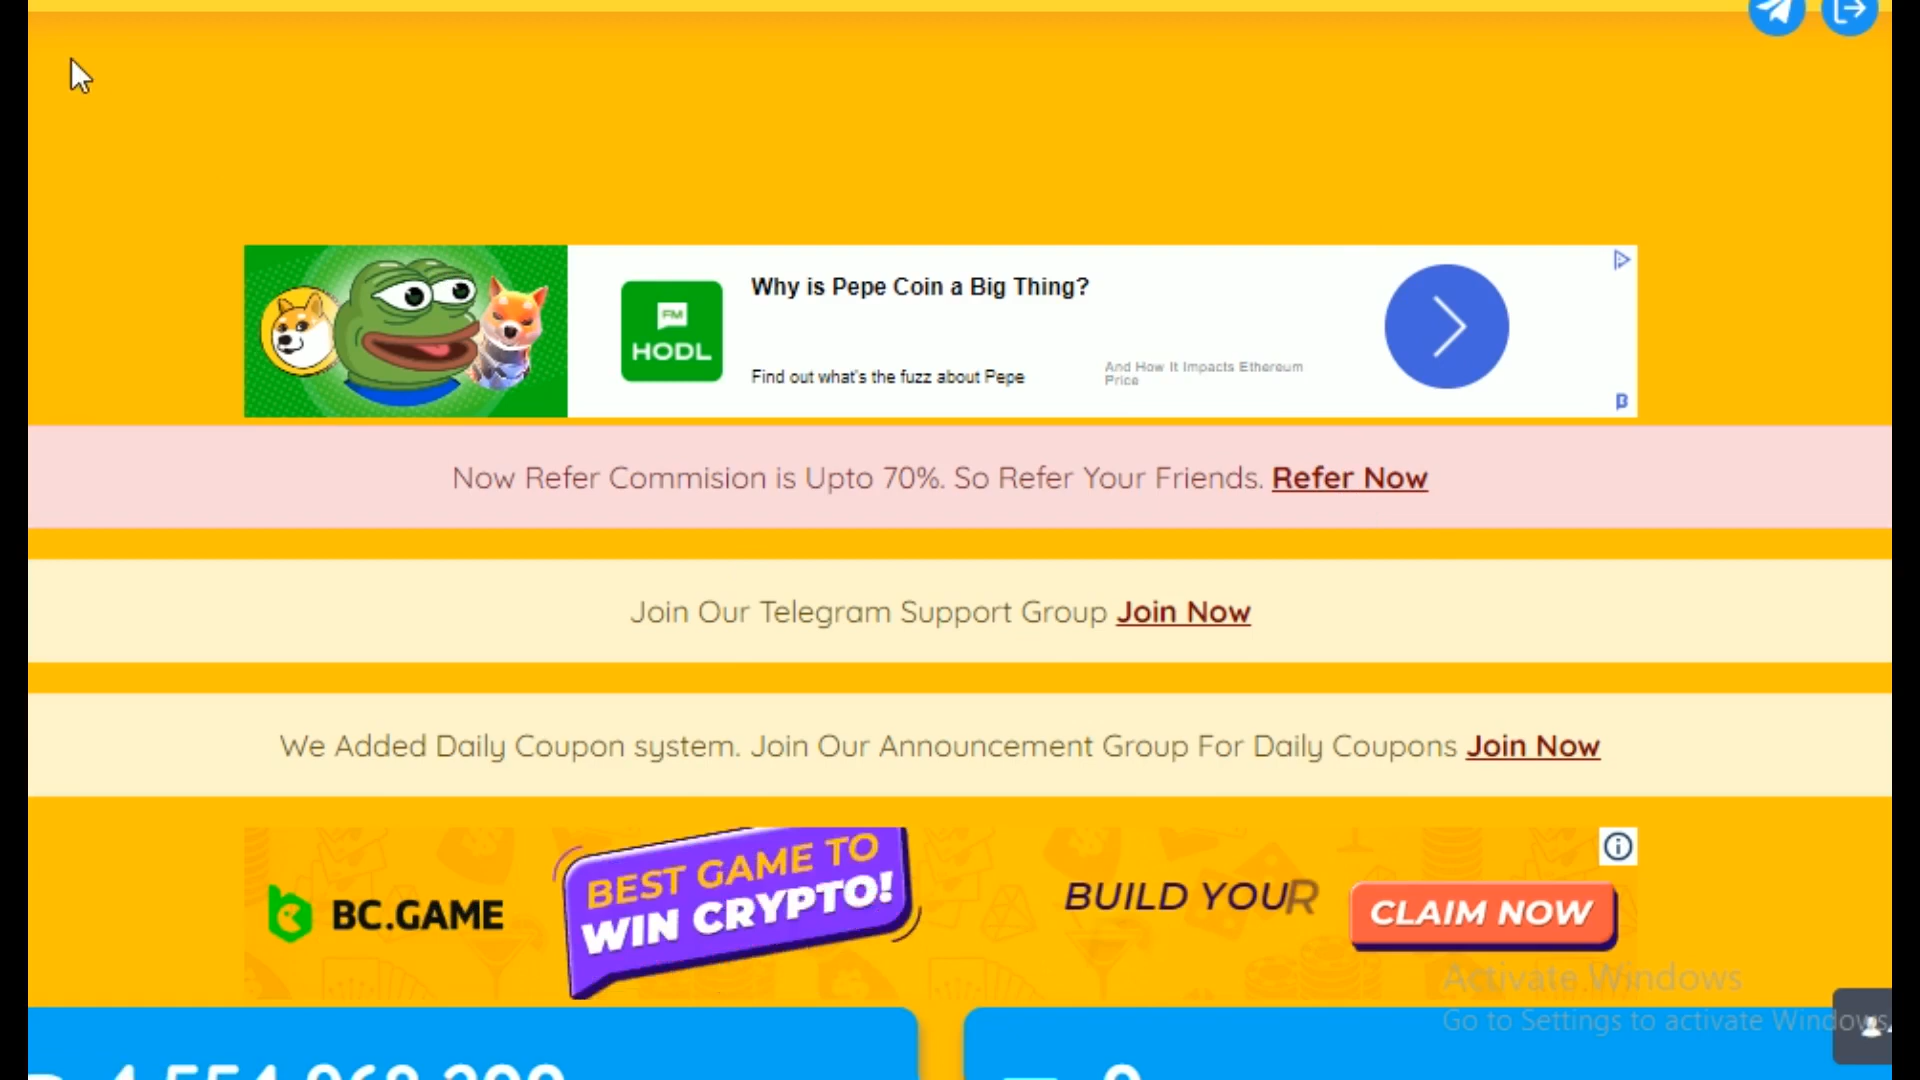 Why is Pepe Coin a Big Thing?
FM
HODL
Find out what's the fuzz about Pepe
And How It Impacts Ethereum
Price
Now Refer Commision is Upto 70%. So Refer Your Friends. Refer Now
Join Our Telegram Support Group Join Now
We Added Daily Coupon system. Join Our Announcement Group For Daily Coupons Join Now
BC.GAME
BEST GAME TO
WIN CRYPTO!
BUILD YOUR
CLAIM NOW
Activate Windows
Go to Settings to activate Windows.